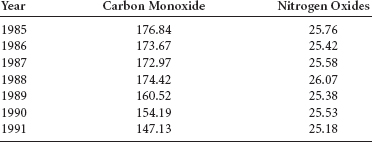 Year Carbon Monoxide Nitrogen Oxides
1985 176.84 25.76
1986 173.67 25.42
1987 172.97 25.58
1988 174.42 26.07
1989 160.52 25.38
1990 154.19 25.53
1991 147.13 25.18